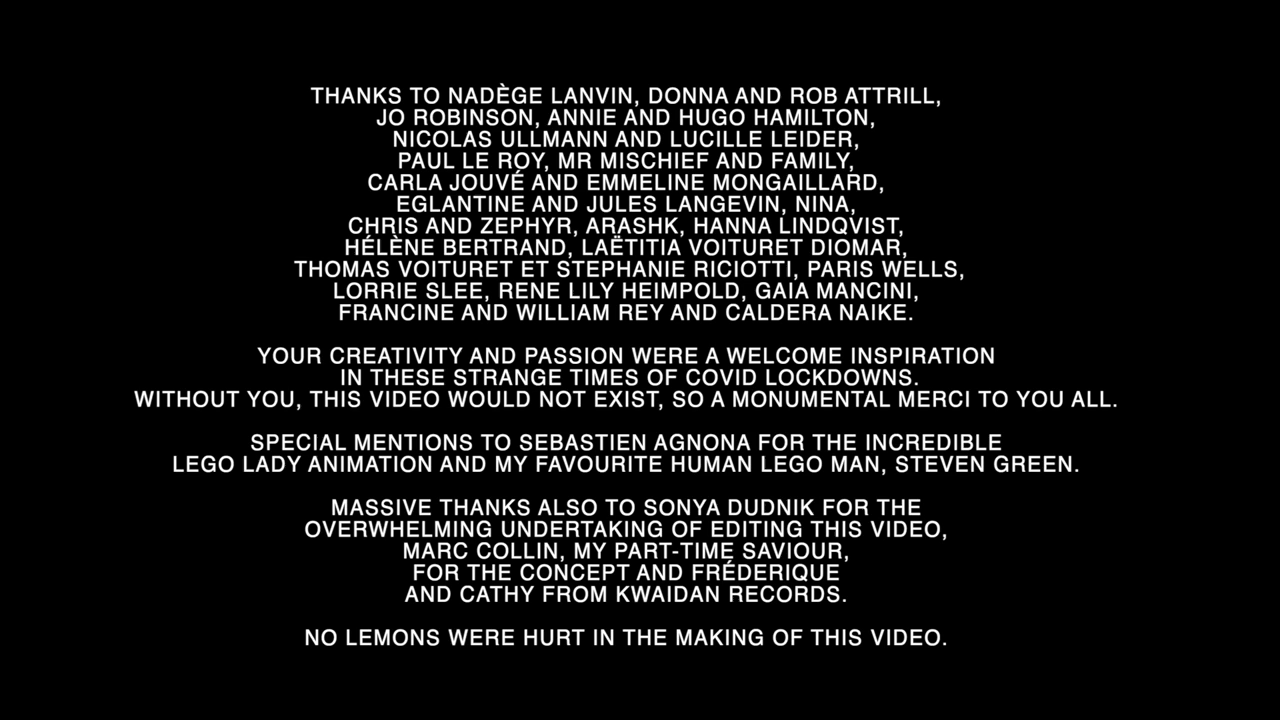 THANKS TO NADÈGE LANVIN, DONNA AND ROB ATTRILL,
JO ROBINSON, ANNIE AND HUGO HAMILTON,
NICOLAS ULLMANN AND LUCILLE LEIDER,
PAUL LE ROY, MR MISCHIEF AND FAMILY,
CARLA JOUVÉ AND EMMELINE MONGAILLARD,
EGLANTINE AND JULES LANGEVIN, NINA,
CHRIS AND ZEPHYR, ARASHK, HANNA LINDQVIST,
HÉLÈNE BERTRAND, LAËTITIA VOITURET DIOMAR,
THOMAS VOITURET ET STEPHANIE RICIOTTI, PARIS WELLS,
LORRIE SLEE, RENE LILY HEIMPOLD, GAIA MANCINI,
FRANCINE AND WILLIAM REY AND CALDERA NAIKE.
YOUR CREATIVITY AND PASSION WERE A WELCOME INSPIRATION
IN THESE STRANGE TIMES OF COVID LOCKDOWNS.
WITHOUT YOU, THIS VIDEO WOULD NOT EXIST, SO A MONUMENTAL MERCI TO YOU ALL.
SPECIAL MENTIONS TO SEBASTIEN AGNONA FOR THE INCREDIBLE
LEGO LADY ANIMATION AND MY FAVOURITE HUMAN LEGO MAN, STEVEN GREEN.
MASSIVE THANKS ALSO TO SONYA DUDNIK FOR THE
OVERWHELMING UNDERTAKING OF EDITING THIS VIDEO,
MARC COLLIN, MY PART-TIME SAVIOUR,
FOR THE CONCEPT AND FRÉDERIQUE
AND CATHY FROM KWAIDAN RECORDS.
NO LEMONS WERE HURT IN THE MAKING OF THIS VIDEO.